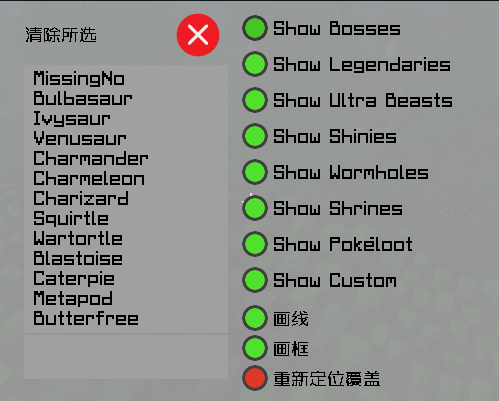 清除所选
MissingNo
Bulbasaur
Ivysaur
Venusaur
Charmander
Charmeleon
Charizard
Squirtle
Wartortle
Blastoise
Caterpie
Metapod
Butterfree
Show Bosses
Show Legendaries
Show Ultra Beasts
Show Shinies
Show Wormholes
Show Shrines
Show Pokéloot
Show Custom
画线
画框
重新定位覆盖